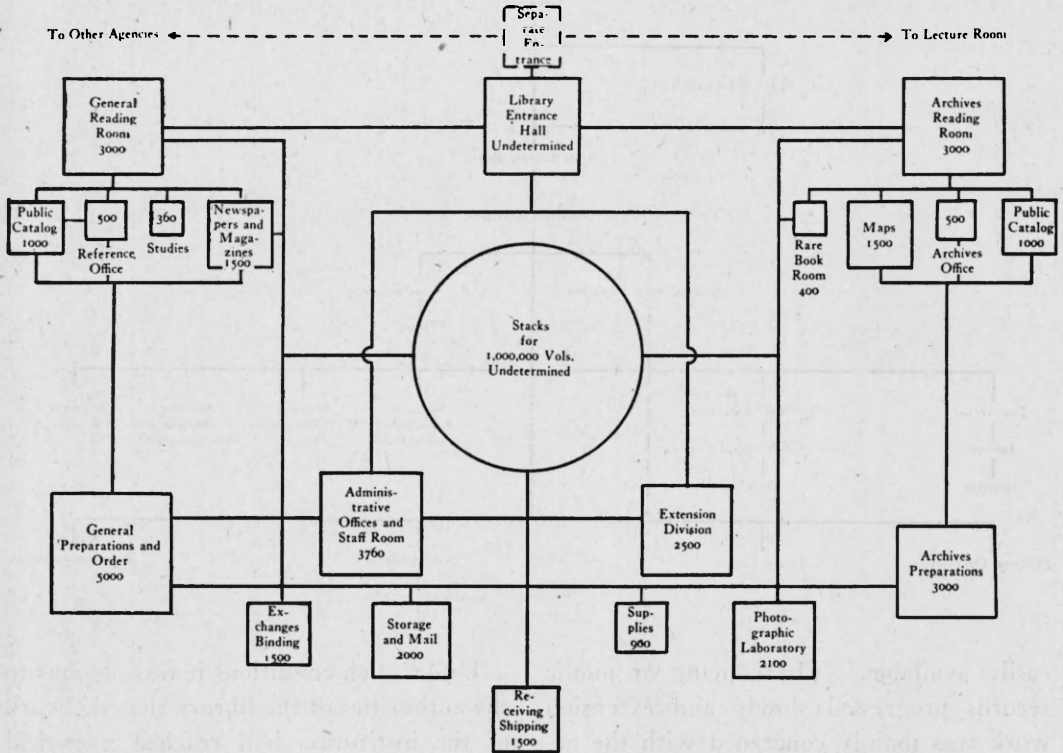 To Other Agencies
Sepa-
rate
En-
trance
To Lecture Room
General
Reading
Room
3000
Library
Entrance
Hall
Undetermined
Archives
Reading
Room
3000
Public
Catalog
1000
500
Reference
Office
360
Studies
Newspa-
pers and
Maga-
zines
1500
Rare
Book
Room
400
Maps
1500
500
Archives
Office
Public
Catalog
1000
Stacks
for
1,000,000 Vols.
Undetermined
General
Preparations and
Order
5000
Adminis-
trative
Offices and
Staff Room
3760
Extension
Division
2500
Archives
Preparations
3000
Ex-
changes
Binding
1500
Storage
and Mail
2000
Sup-
plies
900
Photo-
graphic
Laboratory
2100
Re-
ceiving
Shipping
1500